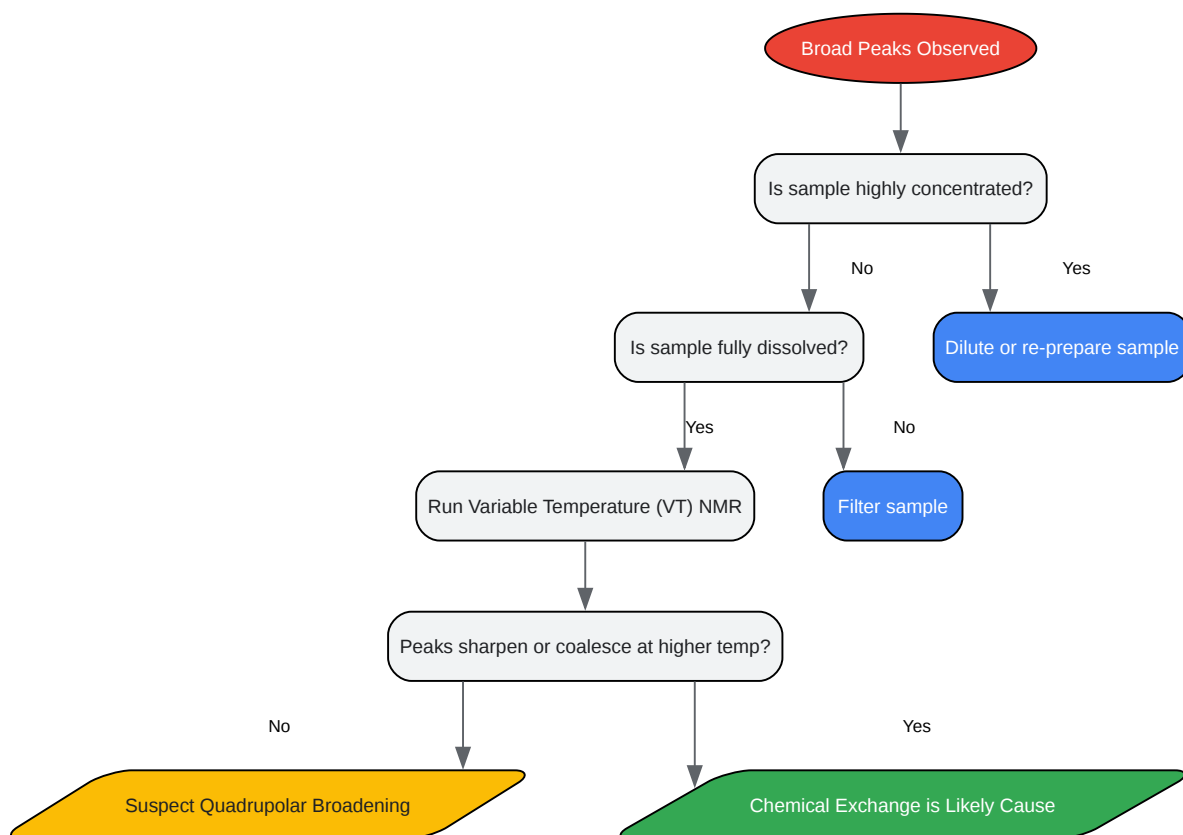 Broad Peaks Observed
Is sample highly concentrated?
No
Yes
Is sample fully dissolved?
Dilute or re-prepare sample
Yes
No
Run Variable Temperature (VT) NMR
Filter sample
Peaks sharpen or coalesce at higher temp?
No
Yes
Suspect Quadrupolar Broadening
Chemical Exchange is Likely Cause